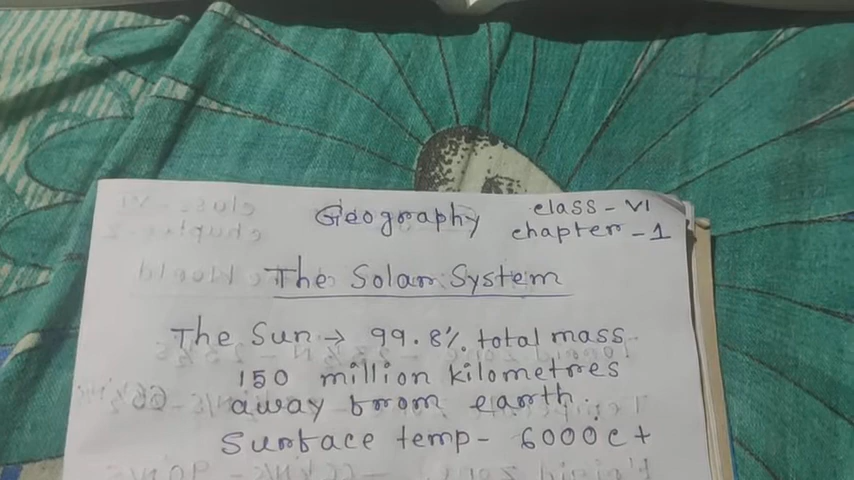 Geography class - VI
chapter - 1
The Solar System
The Sun → 99.8% total mass
150 million kilometres
away from earth.
Surface temp - 6000°c +